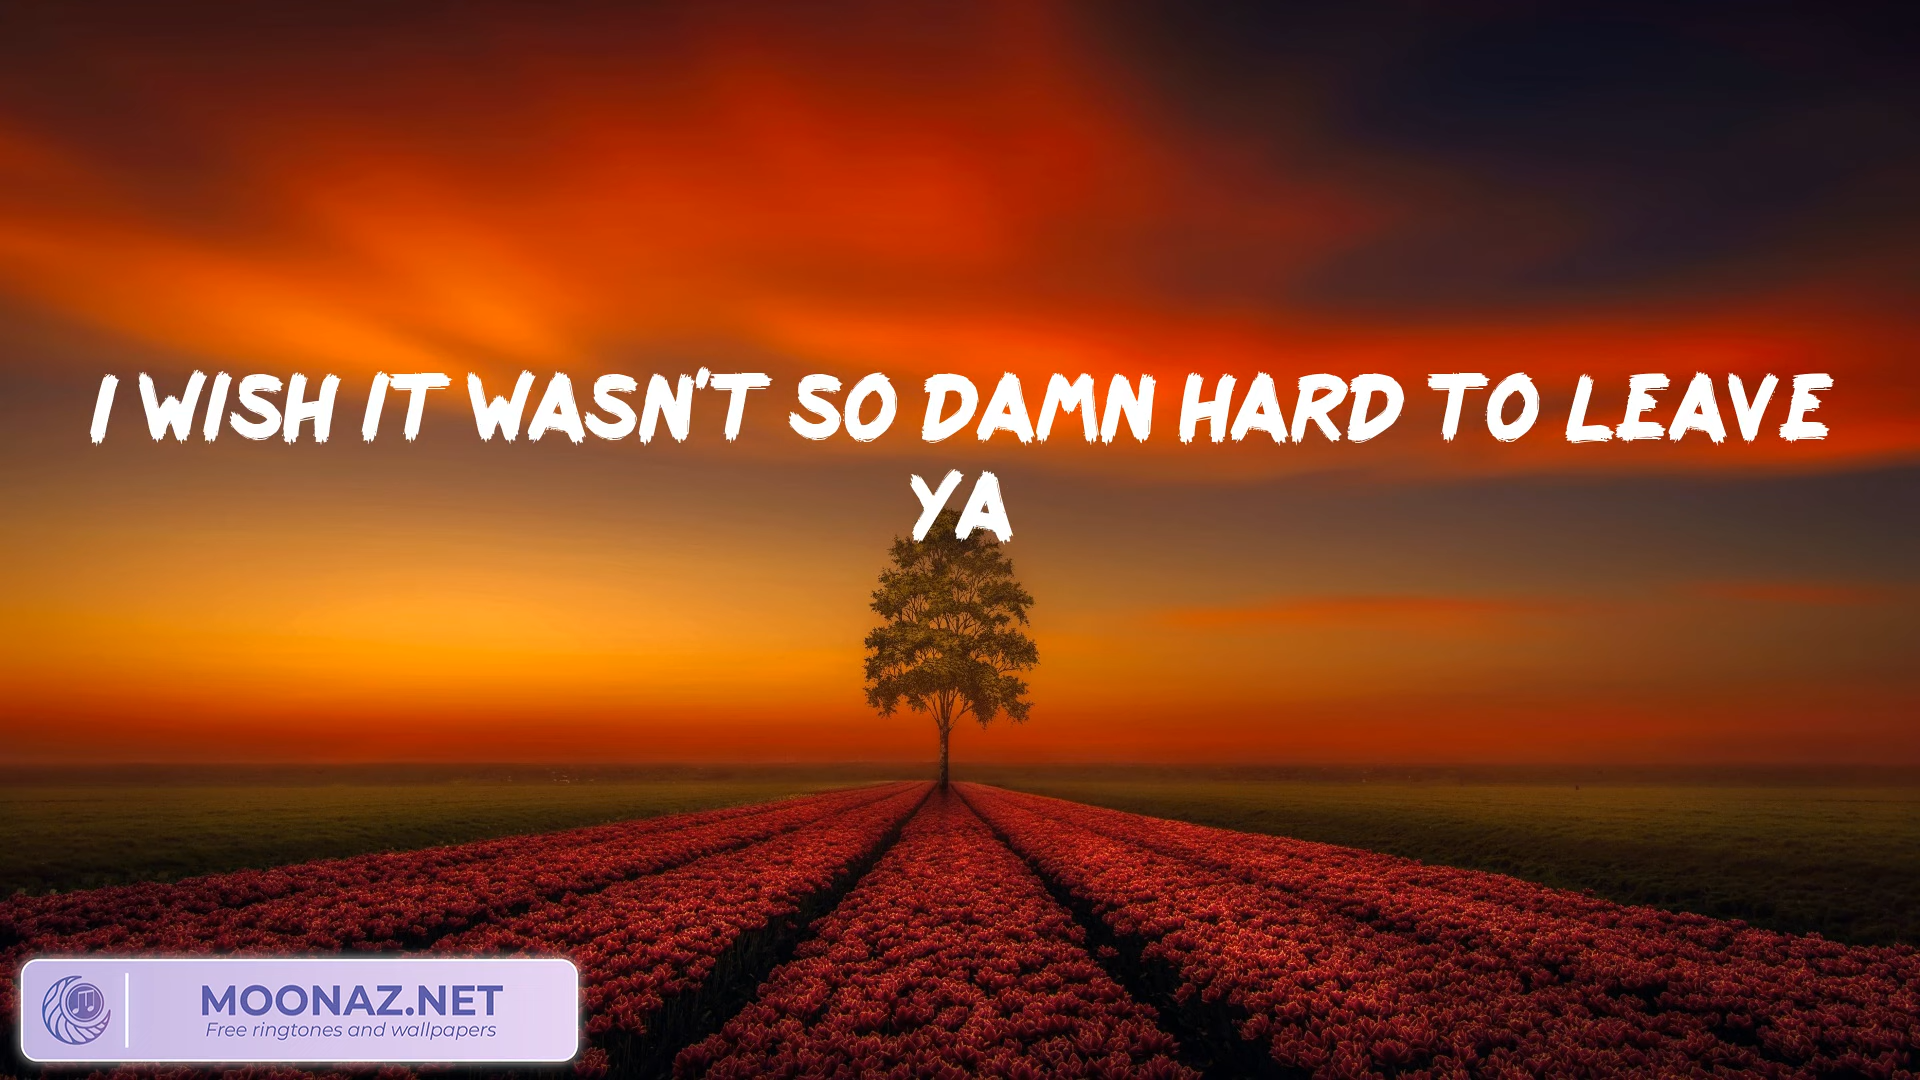 I WISH IT WASN'T SO DAMN HARD TO LEAVE
YA
MOONAZ.NET
Free ringtones and wallpapers